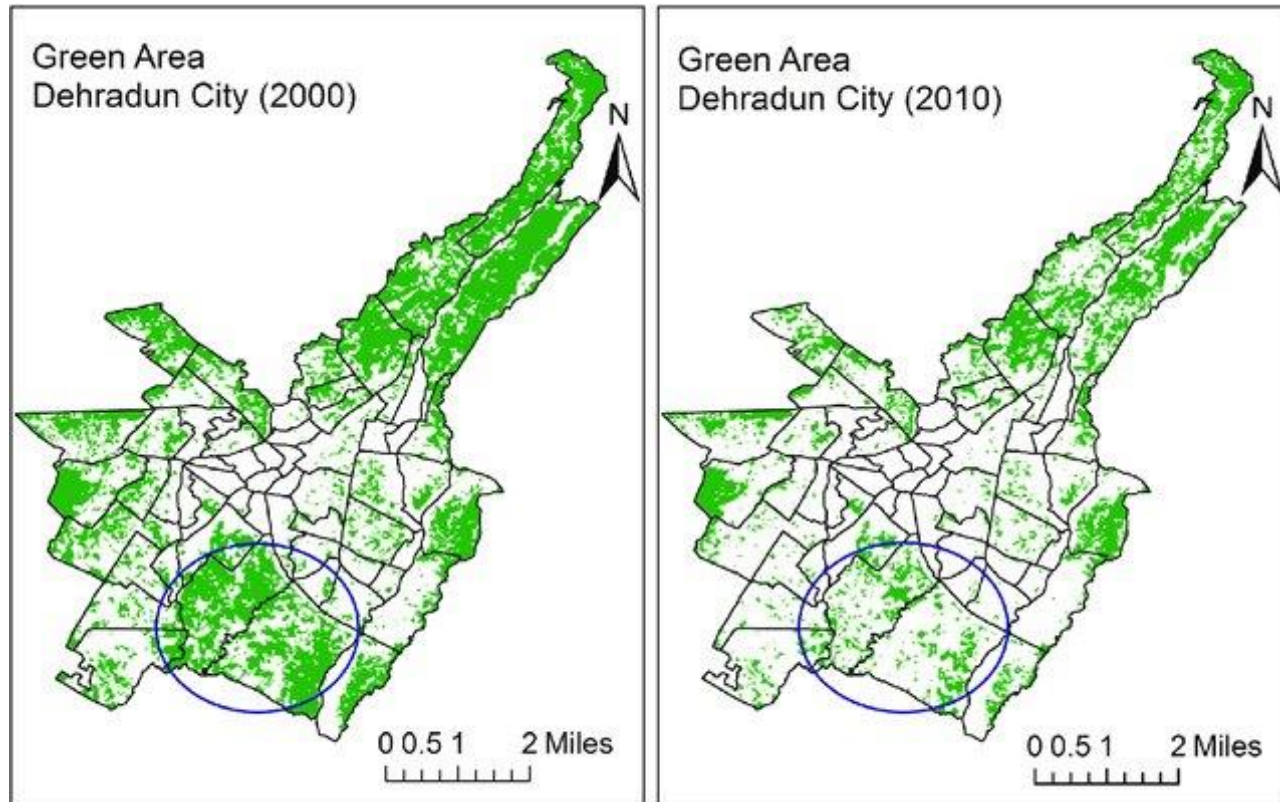 Green Area
Dehradun City (2000)
N
0 0.5 1 2 Miles
Green Area
Dehradun City (2010)
N
0 0.5 1 2 Miles